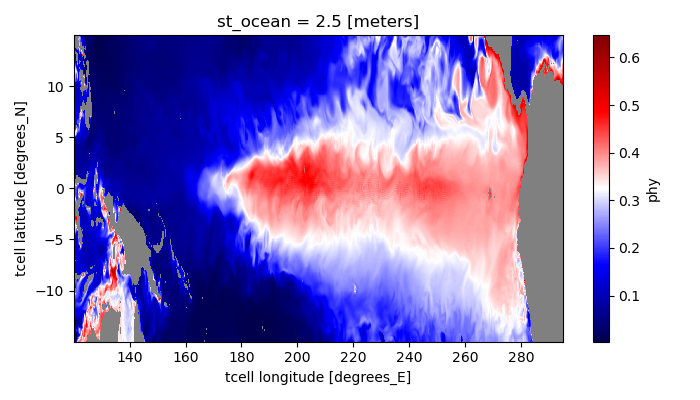 st_ocean = 2.5 [meters]
10
5
0
−5
−10
tcell latitude [degrees_N]
140 160 180 200 220 240 260 280
tcell longitude [degrees_E]
0.6
0.5
0.4
0.3
0.2
0.1
phy